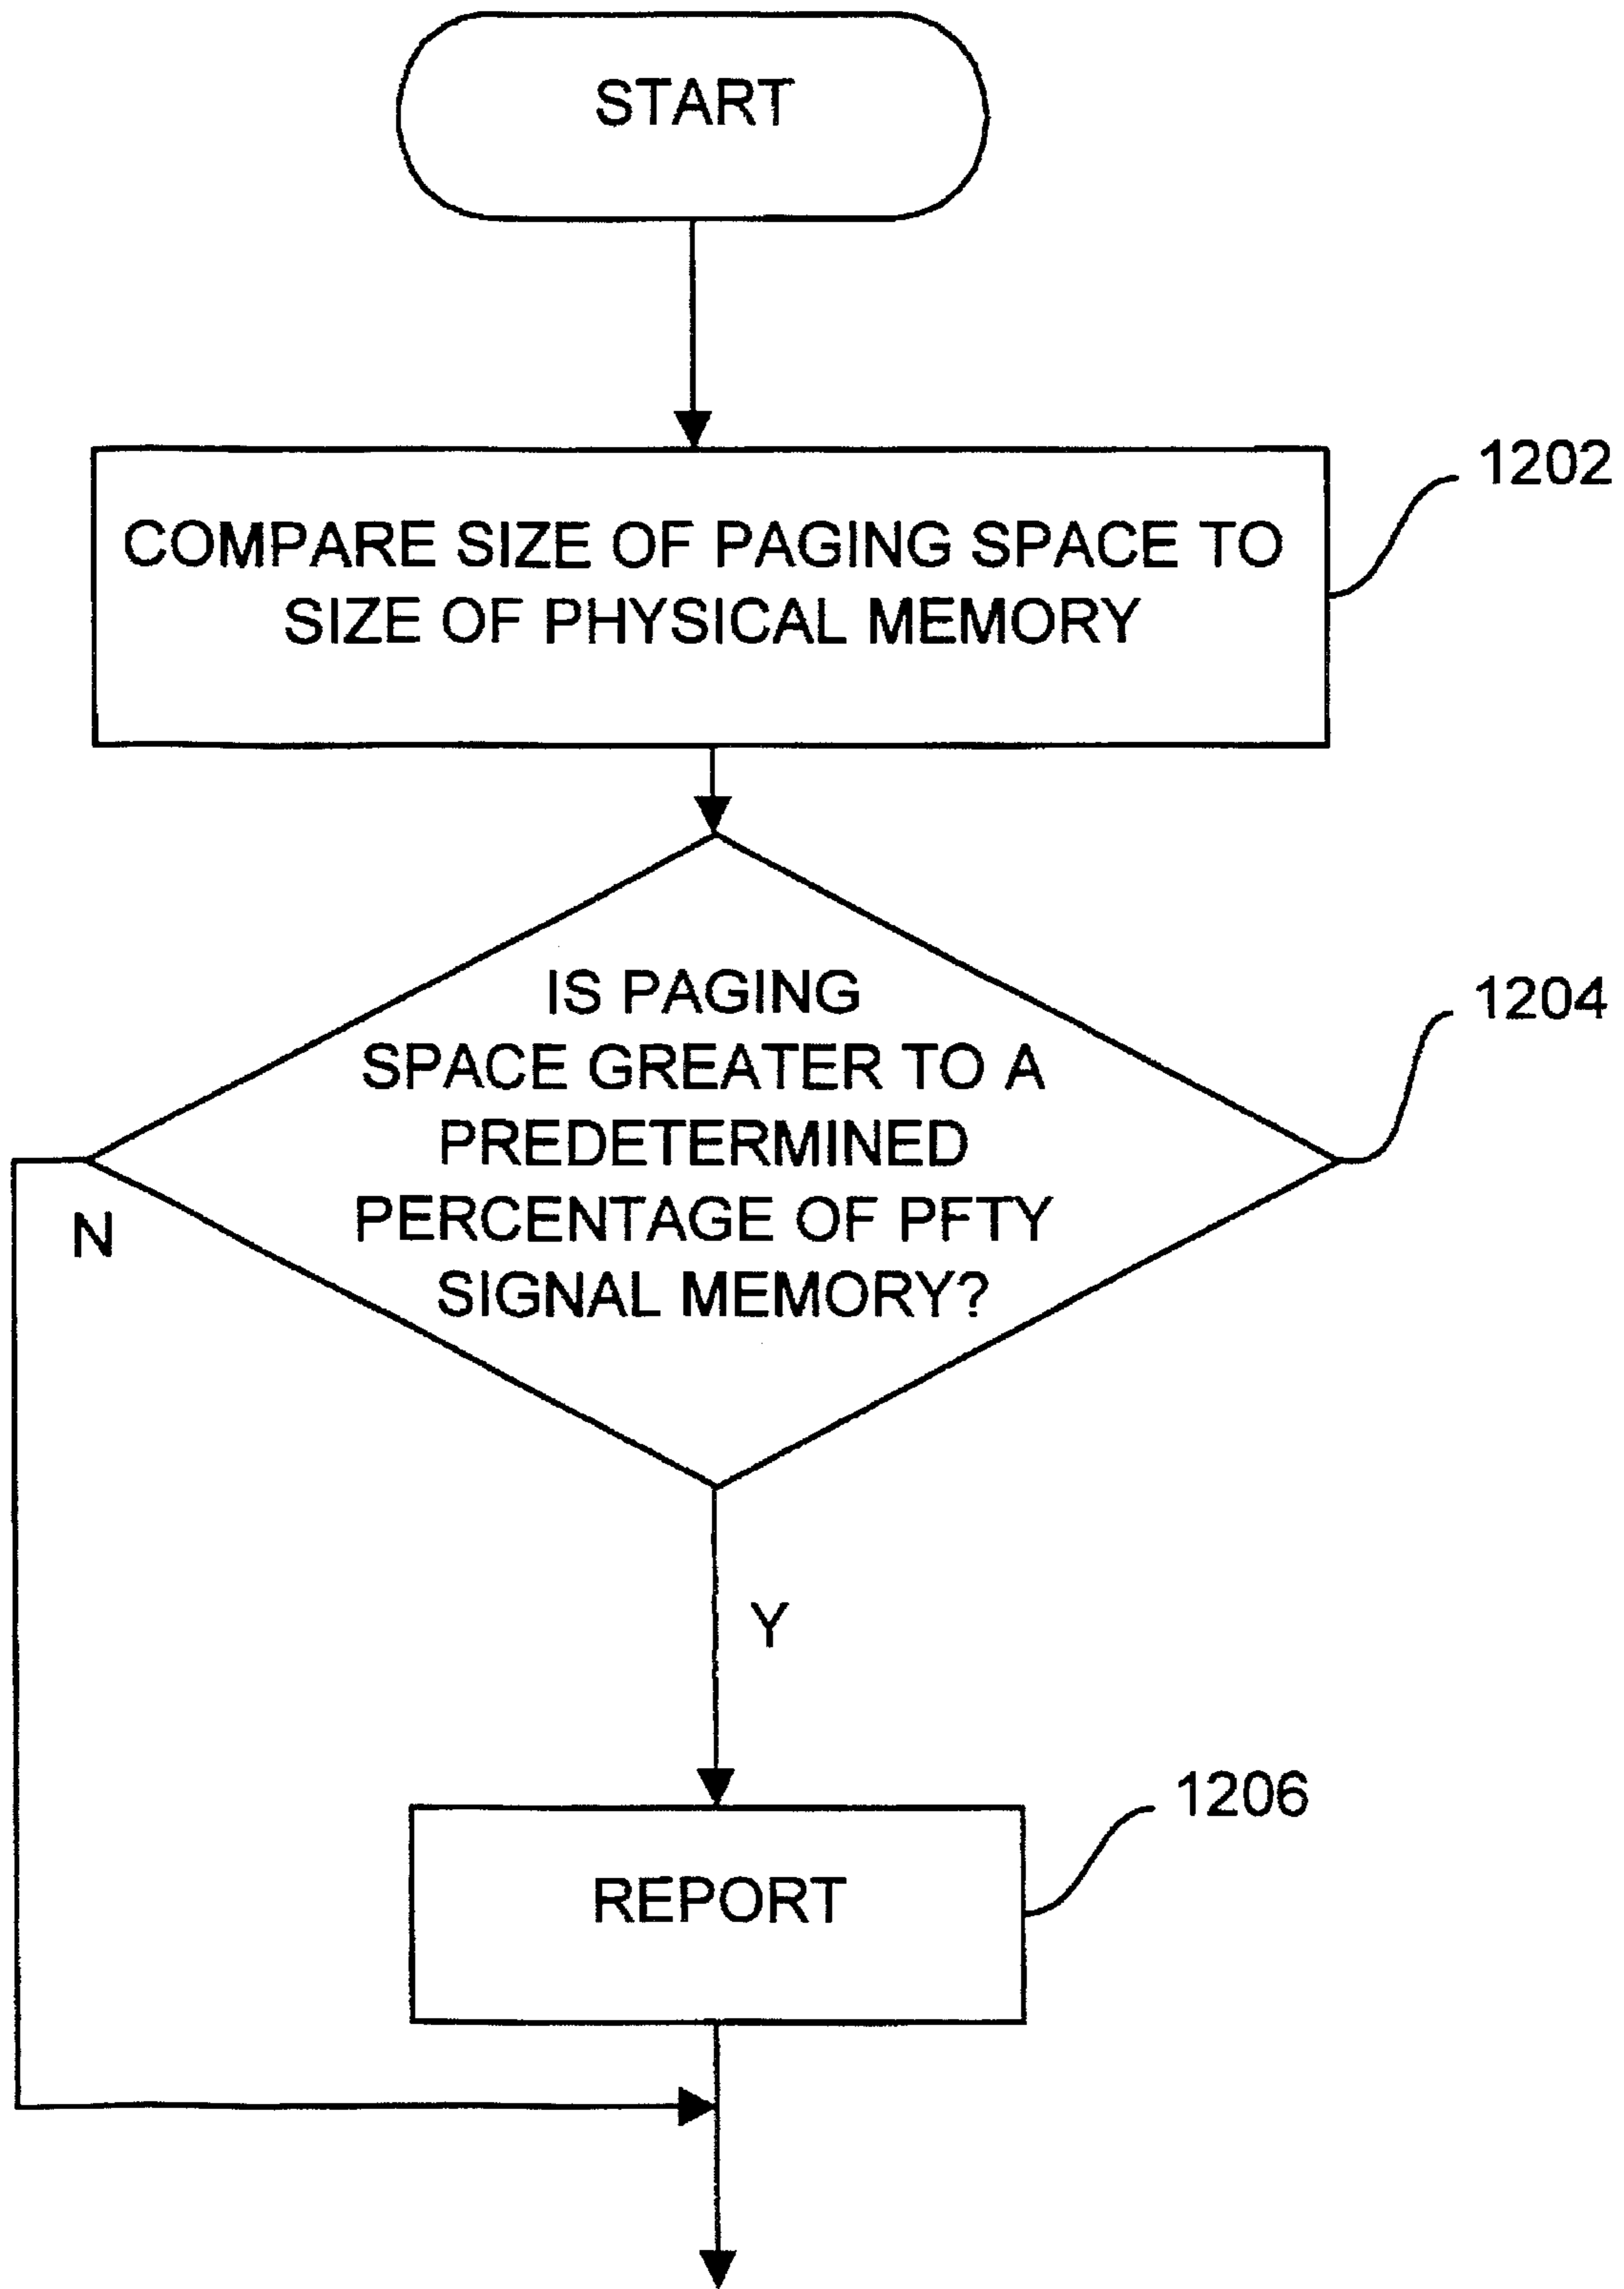 START
1202
COMPARE SIZE OF PAGING SPACE TO
SIZE OF PHYSICAL MEMORY
IS PAGING
1204
SPACE GREATER TO A
PREDETERMINED
PERCENTAGE OF PFTY
N
SIGNAL MEMORY?
Y
1206
REPORT